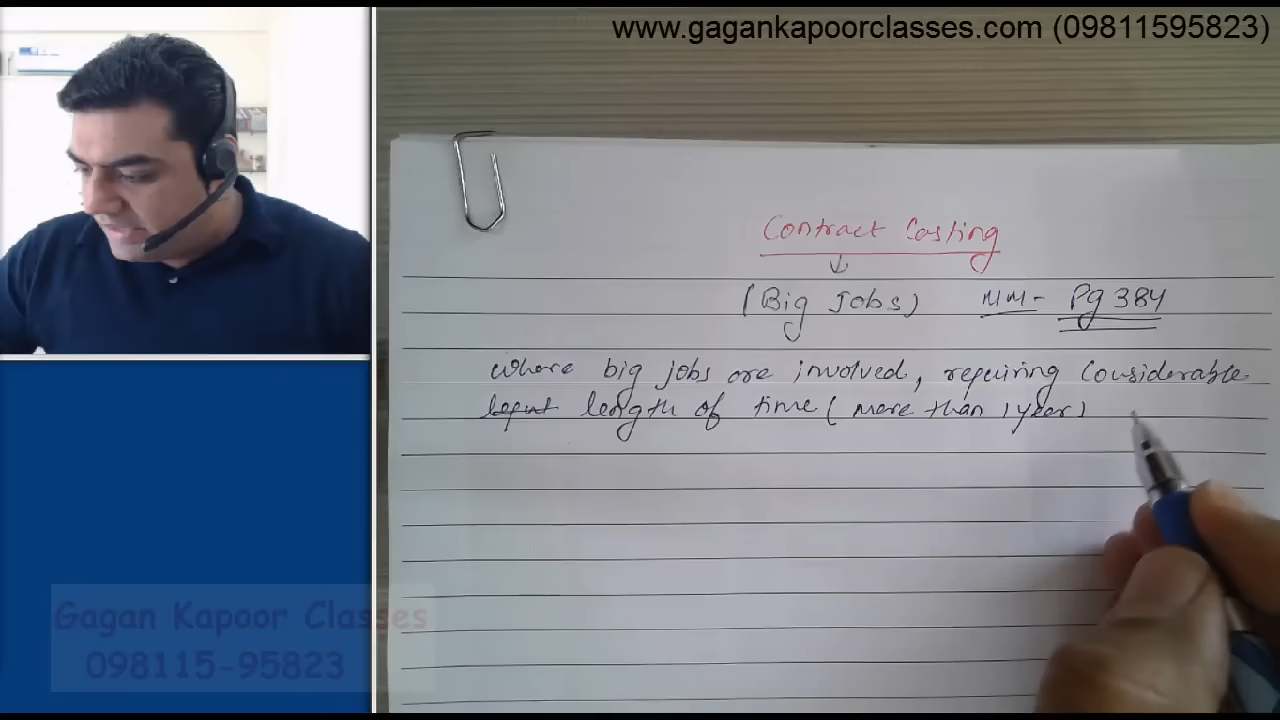 www.gagankapoorclasses.com (09811595823)
Contract Costing
(Big jobs) MM- Pg 384
where big jobs are involved, requiring considerable
length of time (more than 1 year)
Gagan Kapoor Classes
098115-95823